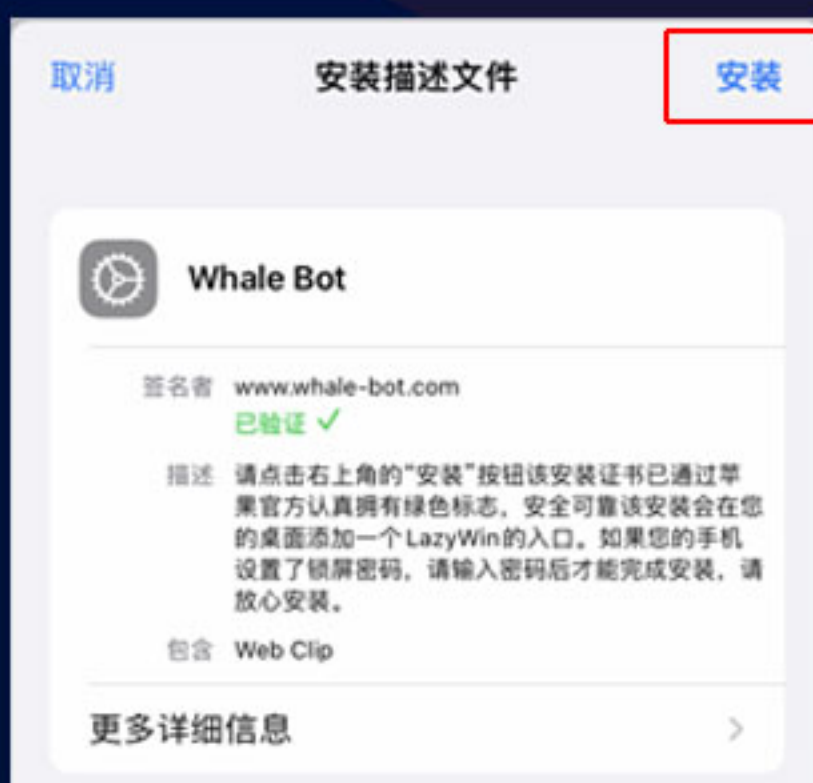 取消
安装描述文件
安装
Whale Bot
签名者 www.whale-bot.com
已验证 ✓
描述 请点击右上角的“安装”按钮该安装证书已通过苹
果官方认真拥有绿色标志，安全可靠该安装会在您
的桌面添加一个LazyWin的入口。如果您的手机
设置了锁屏密码，请输入密码后才能完成安装，请
放心安装。
包含 Web Clip
更多详细信息